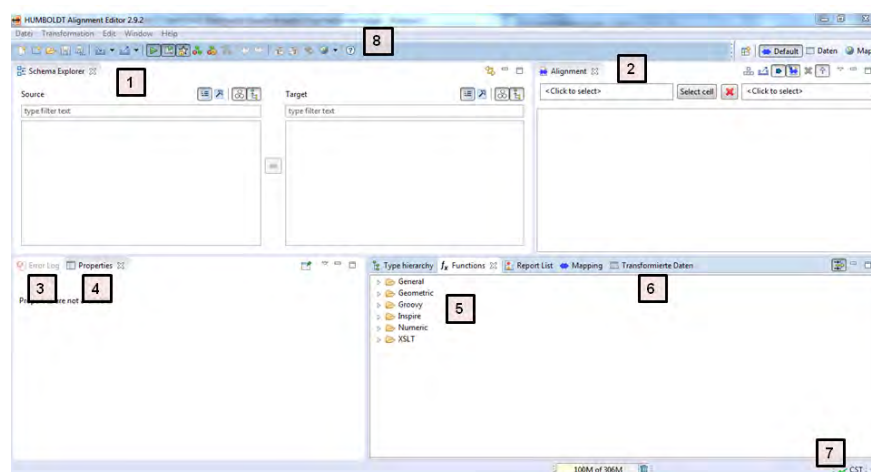 HUMBOLDT Alignment Editor 2.9.2
Datei Transformation Edit Window Help
8
Default Daten Map
Schema Explorer
1
Alignment
2
Source
Target
<Click to select> Select cell <Click to select>
type filter text
type filter text
Error Log Properties
3
4
Type hierarchy Functions Report List Mapping Transformierte Daten
6
General
Geometric
Groovy
Inspire
Numeric
XSLT
5
are not
7
100M of 306M
CST